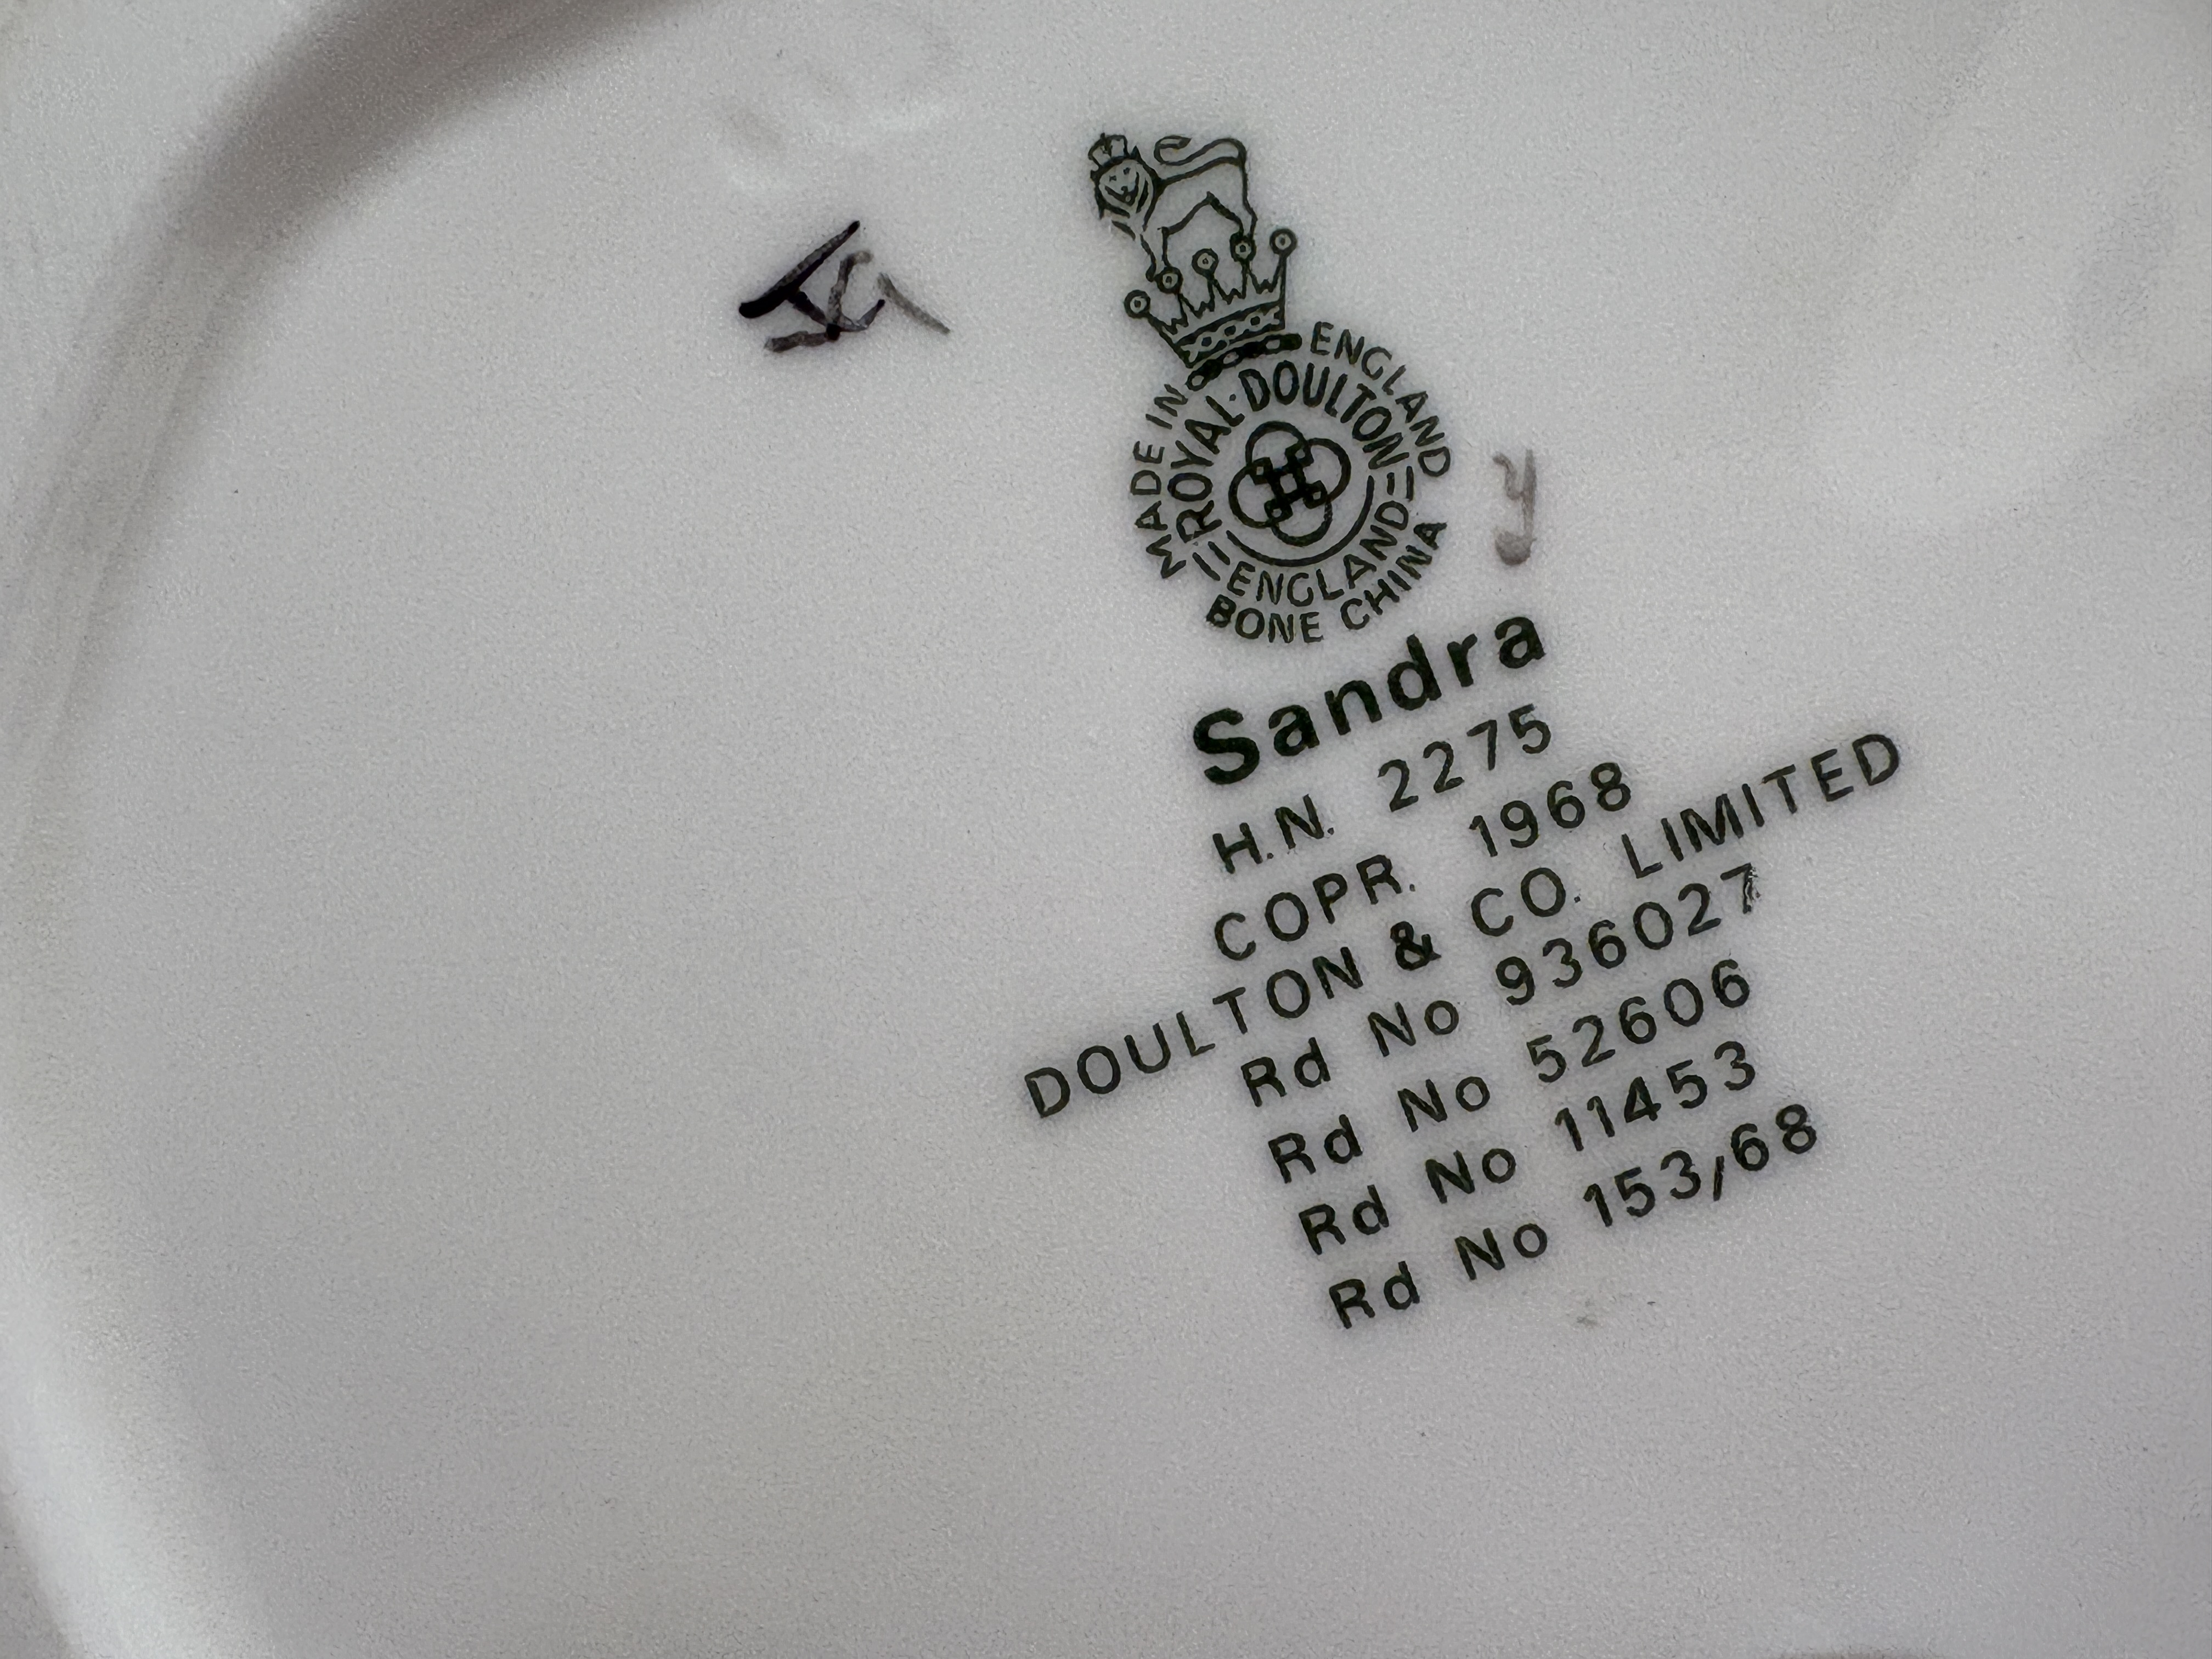 MADE IN ENGLAND
ROYAL·DOULTON
ENGLAND
BONE CHINA
Sandra
H.N. 2275
COPR. 1968
DOULTON & CO. LIMITED
Rd No 936027
Rd No 52606
Rd No 11453
Rd No 153/68